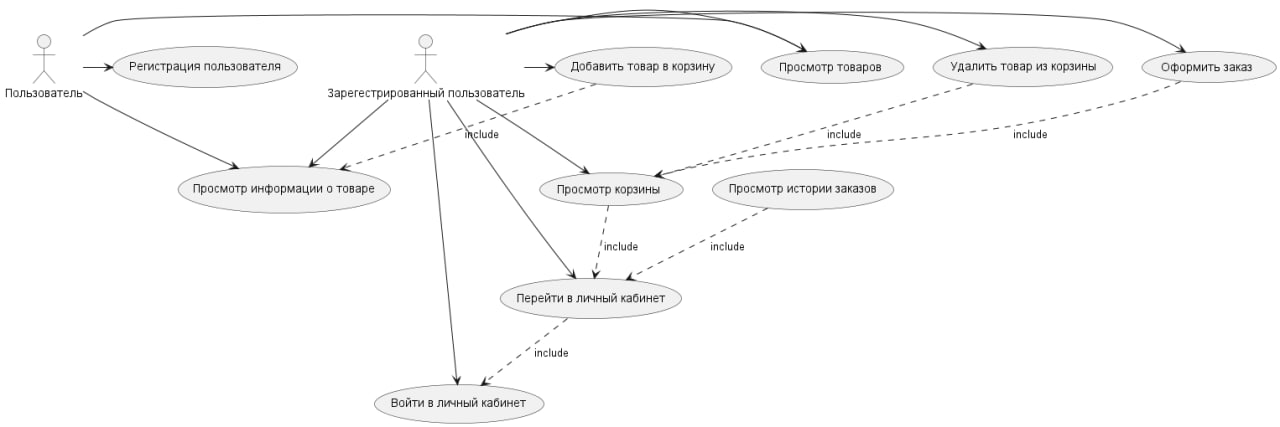 Регистрация пользователя
Добавить товар в корзину
Просмотр товаров
Удалить товар из корзины
Оформить заказ
Пользователь
Зарегестрированный пользователь
include
include
include
Просмотр информации о товаре
Просмотр корзины
Просмотр истории заказов
include
include
Перейти в личный кабинет
include
Войти в личный кабинет